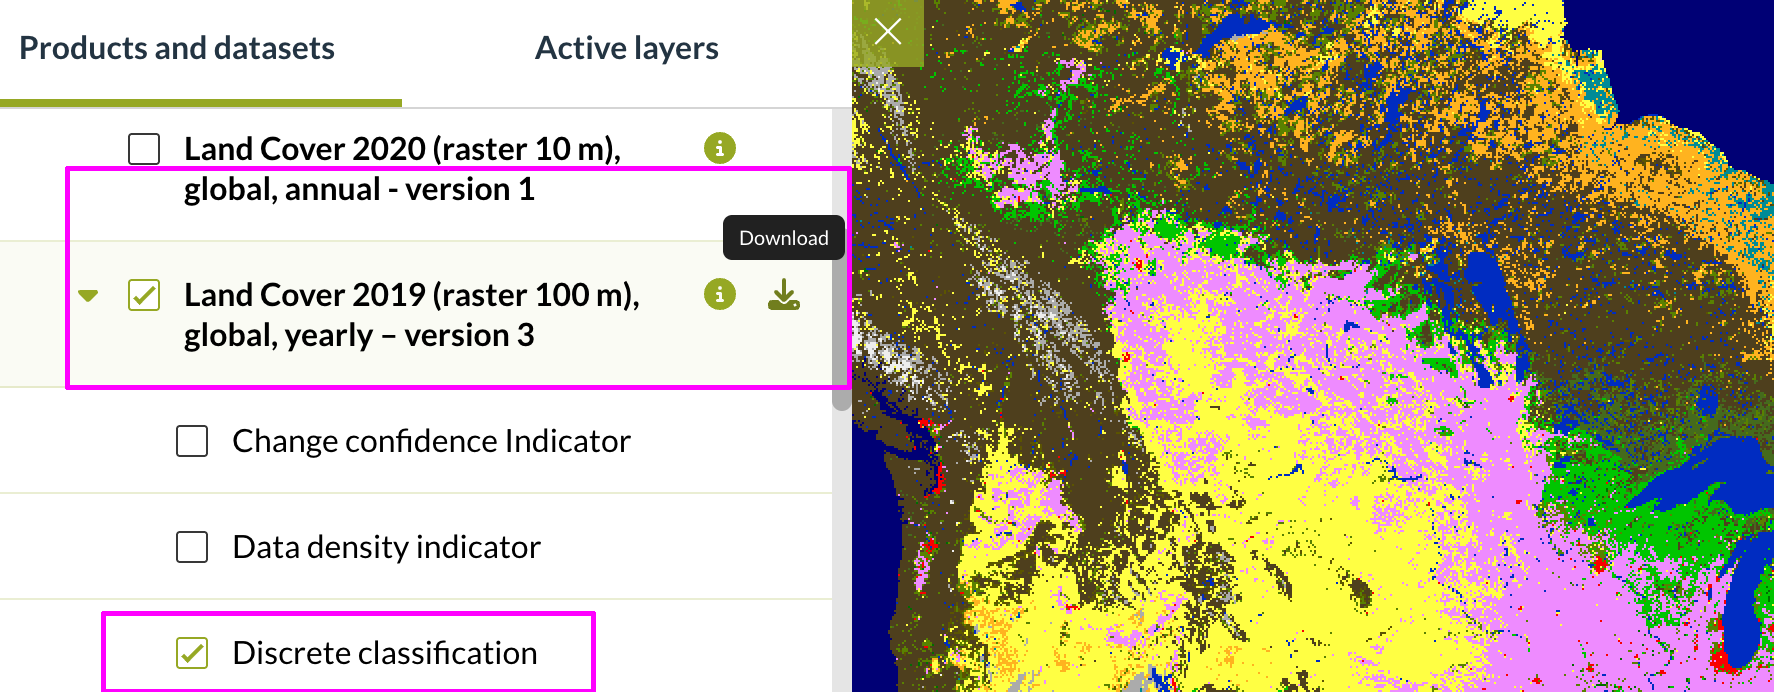 Products and datasets
Active layers
Land Cover 2020 (raster 10 m),
global, annual - version 1
Download
Land Cover 2019 (raster 100 m),
global, yearly – version 3
Change confidence Indicator
Data density indicator
Discrete classification